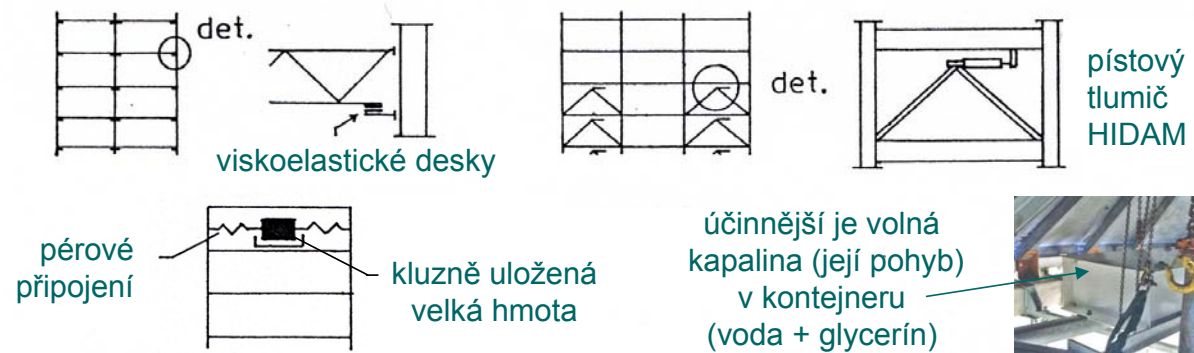 det.
viskoelastické desky
det.
pístový
tlumič
HIDAM
pérové
připojení
kluzně uložená
velká hmota
účinnější je volná
kapalina (její pohyb)
v kontejneru
(voda + glycerín)